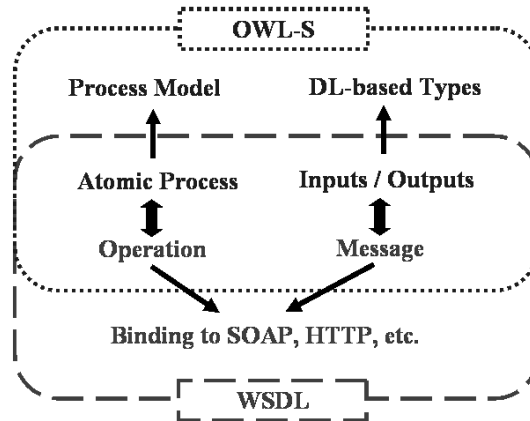 OWL-S
Process Model DL-based Types
Atomic Process Inputs / Outputs
Operation Message
Binding to SOAP, HTTP, etc.
WSDL